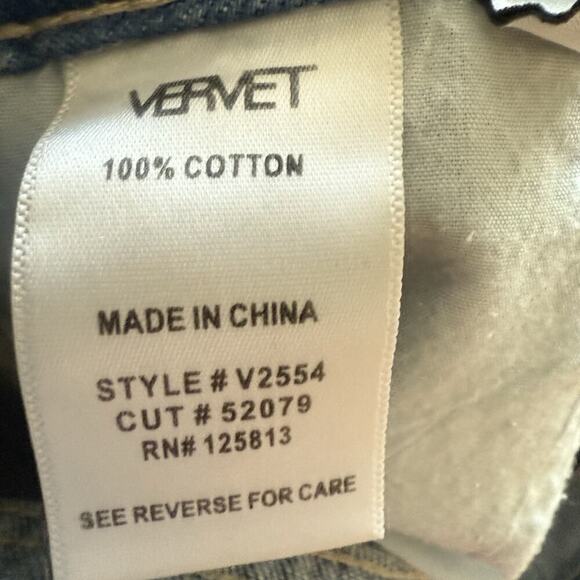 VERVET
100% COTTON
MADE IN CHINA
STYLE # V2554
CUT # 52079
RN# 125813
SEE REVERSE FOR CARE